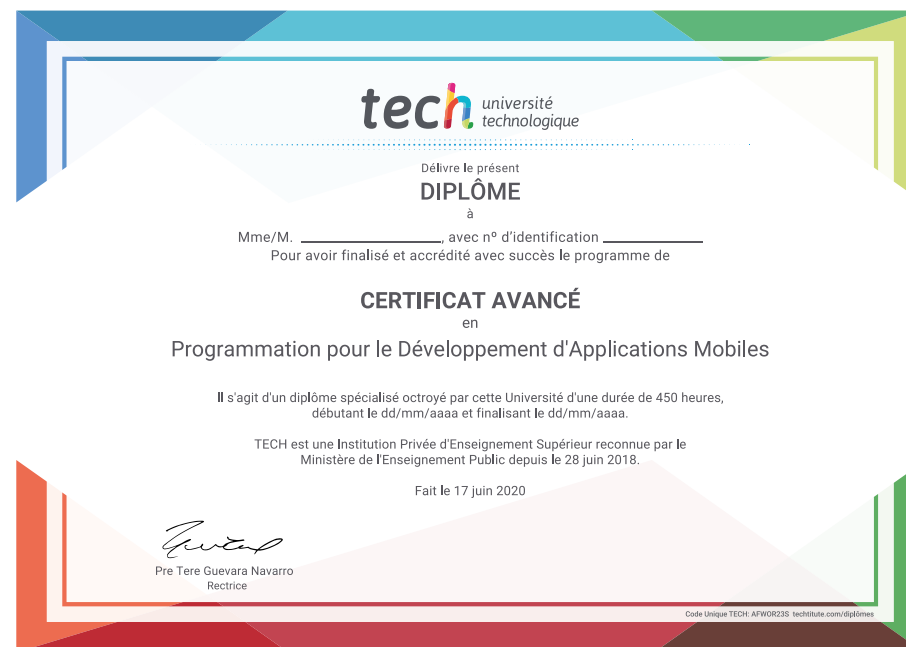 tech université
technologique
Délivre le présent
DIPLÔME
à
Mme/M. ____________________, avec nº d'identification ______________
Pour avoir finalisé et accrédité avec succès le programme de
CERTIFICAT AVANCÉ
en
Programmation pour le Développement d'Applications Mobiles
Il s'agit d'un diplôme spécialisé octroyé par cette Université d'une durée de 450 heures,
débutant le dd/mm/aaaa et finalisant le dd/mm/aaaa.
TECH est une Institution Privée d'Enseignement Supérieur reconnue par le
Ministère de l'Enseignement Public depuis le 28 juin 2018.
Fait le 17 juin 2020
Pre Tere Guevara Navarro
Rectrice
Code Unique TECH: AFWOR23S techtitute.com/diplômes